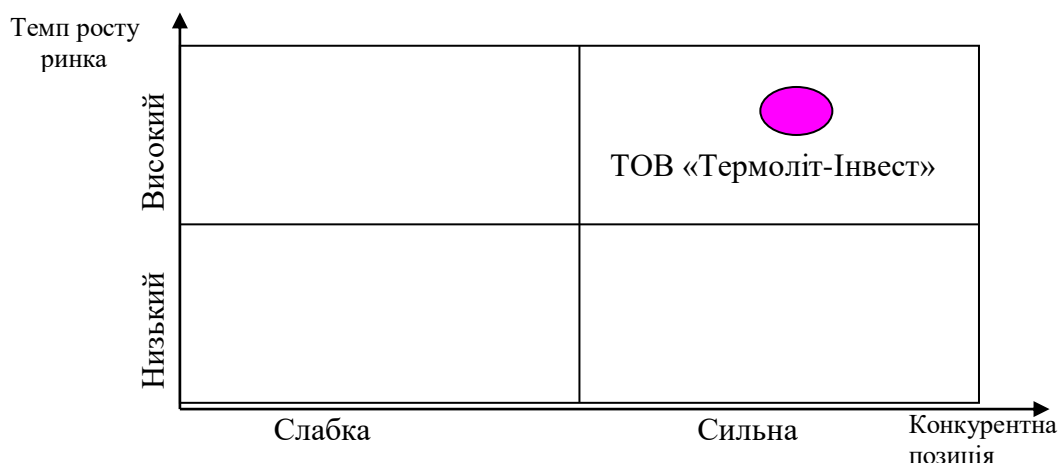 Темп росту
ринка
Високий
ТОВ «Термоліт-Інвест»
Низький
Слабка
Сильна
Конкурентна
позиція